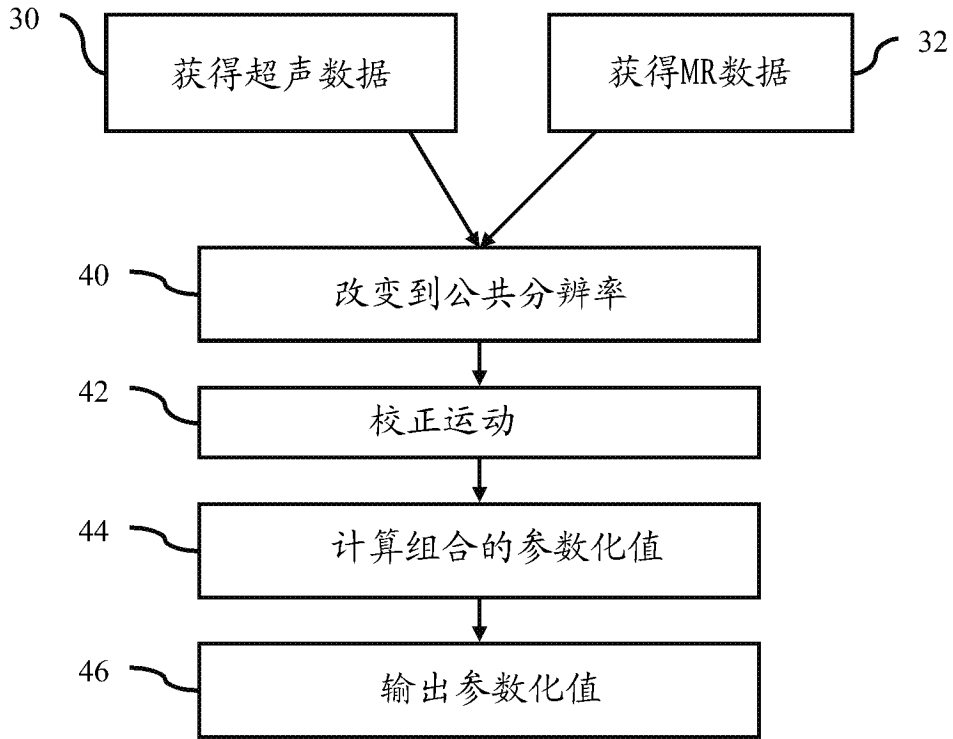 30
获得超声数据
获得MR数据
32
40
改变到公共分辨率
42
校正运动
44
计算组合的参数化值
46
输出参数化值